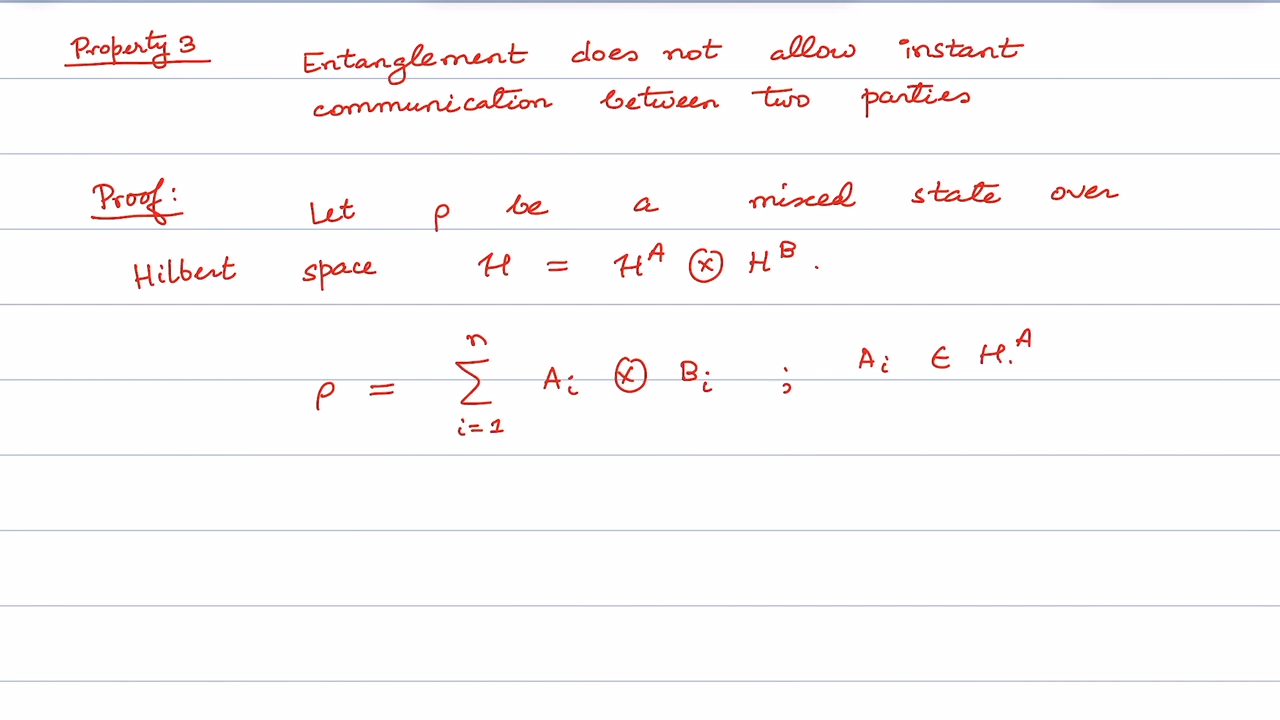 Property 3 Entanglement does not allow instant
communication between two parties
Proof: Let ρ be a mixed state over
Hilbert space H = H^A ⊗ H^B .
ρ = ∑_{i=1}^{n} A_i ⊗ B_i ; A_i ∈ H.^A